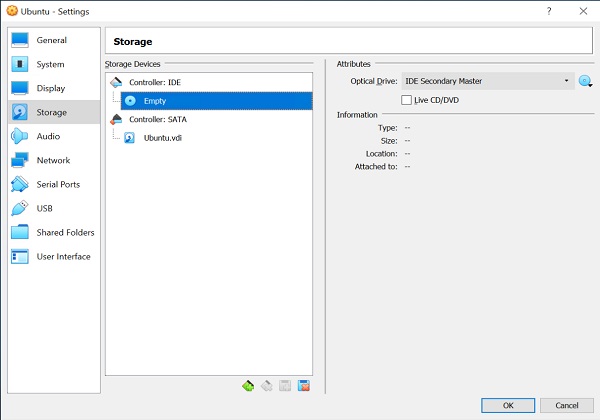 Ubuntu - Settings
? ×
General
System
Display
Storage
Audio
Network
Serial Ports
USB
Shared Folders
User Interface
Storage
Storage Devices
Controller: IDE
Empty
Controller: SATA
Ubuntu.vdi
Attributes
Optical Drive: IDE Secondary Master
Live CD/DVD
Information
Type: --
Size: --
Location: --
Attached to: --
OK Cancel